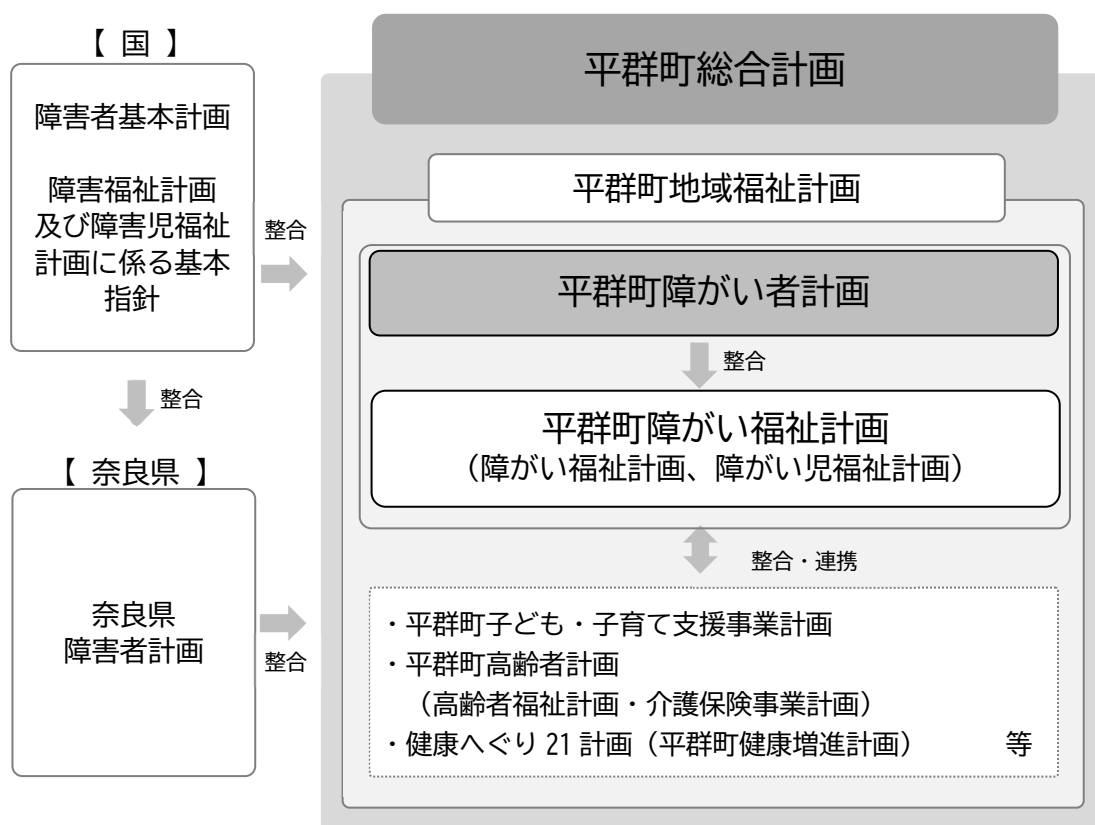 【 国 】
障害者基本計画
障害福祉計画
及び障害児福祉
計画に係る基本
指針
整合
整合
【 奈良県 】
奈良県
障害者計画
整合
平群町総合計画
平群町地域福祉計画
平群町障がい者計画
整合
平群町障がい福祉計画
（障がい福祉計画、障がい児福祉計画）
整合・連携
・平群町子ども・子育て支援事業計画
・平群町高齢者計画
（高齢者福祉計画・介護保険事業計画）
・健康へぐり 21 計画（平群町健康増進計画） 等